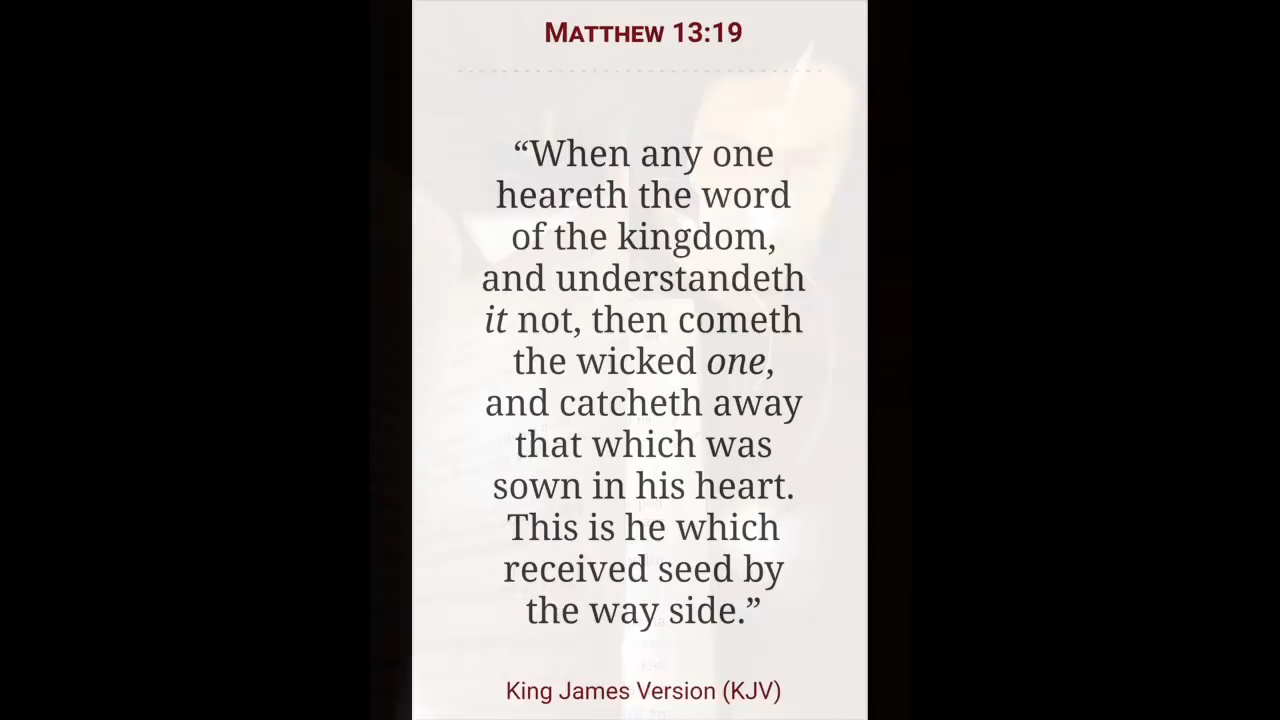 MATTHEW 13:19
“When any one
heareth the word
of the kingdom,
and understandeth
it not, then cometh
the wicked one,
and catcheth away
that which was
sown in his heart.
This is he which
received seed by
the way side.”
King James Version (KJV)